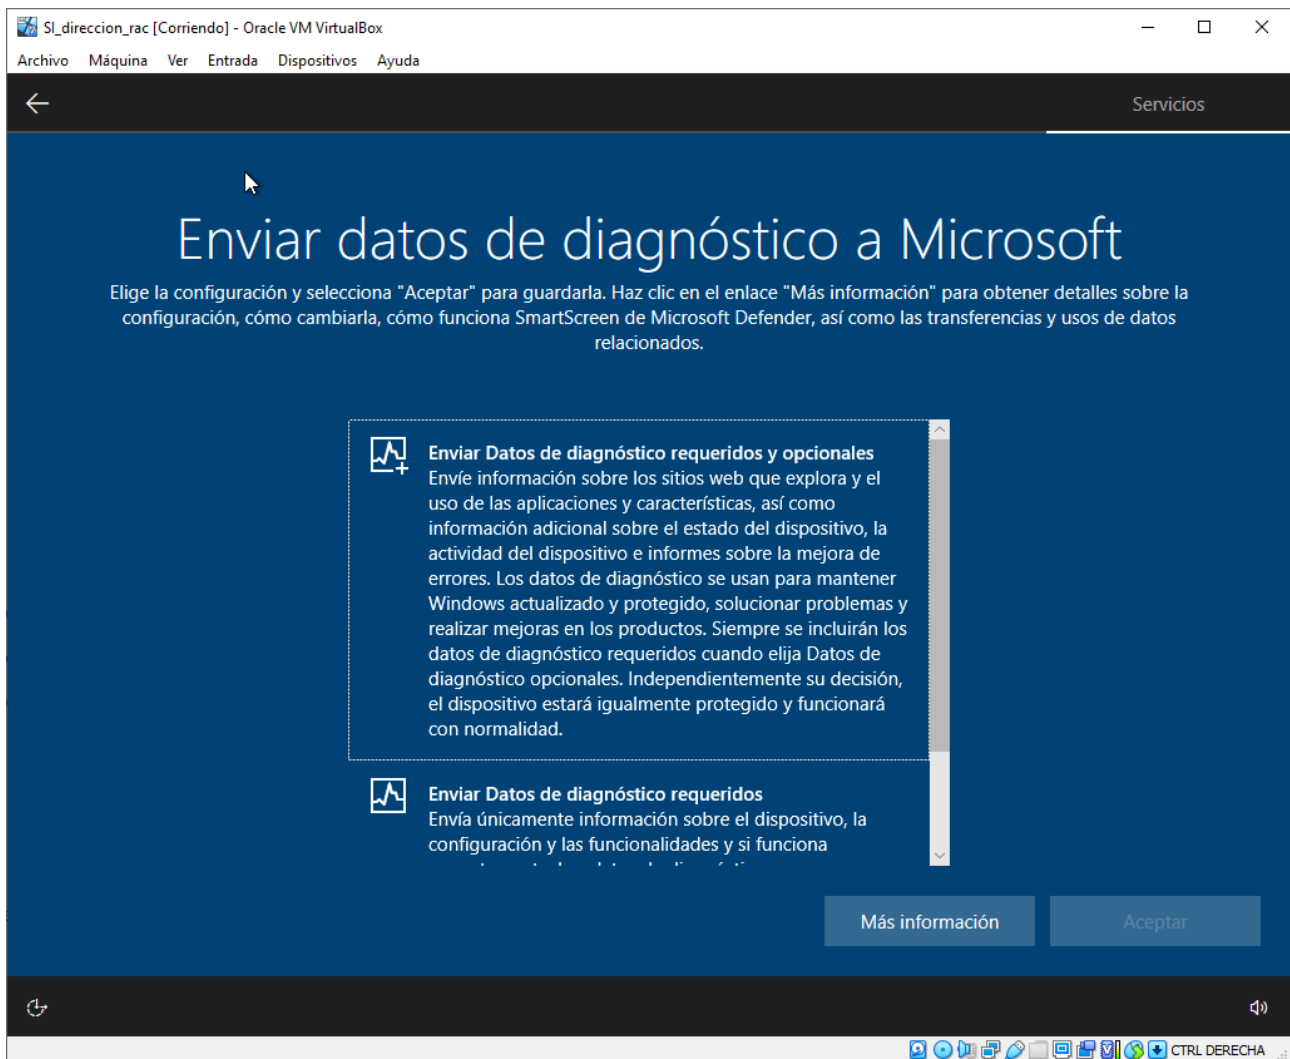 SI_direccion_rac [Corriendo] - Oracle VM VirtualBox
Archivo Máquina Ver Entrada Dispositivos Ayuda
Servicios
Enviar datos de diagnóstico a Microsoft
Elige la configuración y selecciona "Aceptar" para guardarla. Haz clic en el enlace "Más información" para obtener detalles sobre la
configuración, cómo cambiarla, cómo funciona SmartScreen de Microsoft Defender, así como las transferencias y usos de datos
relacionados.
Enviar Datos de diagnóstico requeridos y opcionales
Envíe información sobre los sitios web que explora y el
uso de las aplicaciones y características, así como
información adicional sobre el estado del dispositivo, la
actividad del dispositivo e informes sobre la mejora de
errores. Los datos de diagnóstico se usan para mantener
Windows actualizado y protegido, solucionar problemas y
realizar mejoras en los productos. Siempre se incluirán los
datos de diagnóstico requeridos cuando elija Datos de
diagnóstico opcionales. Independientemente su decisión,
el dispositivo estará igualmente protegido y funcionará
con normalidad.
Enviar Datos de diagnóstico requeridos
Envía únicamente información sobre el dispositivo, la
configuración y las funcionalidades y si funciona
Más información
Aceptar
CTRL DERECHA